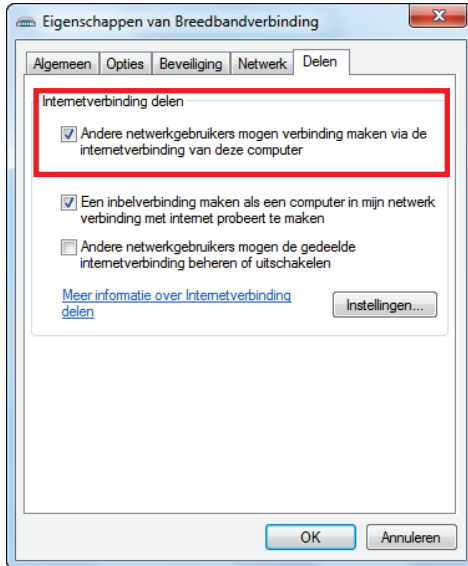 Eigenschappen van Breedbandverbinding
Algemeen Opties Beveiliging Netwerk Delen
Internetverbinding delen
Andere netwerkgebruikers mogen verbinding maken via de
internetverbinding van deze computer
Een inbelverbinding maken als een computer in mijn netwerk
verbinding met internet probeert te maken
Andere netwerkgebruikers mogen de gedeelde
internetverbinding beheren of uitschakelen
Meer informatie over Internetverbinding
delen
Instellingen...
OK Annuleren